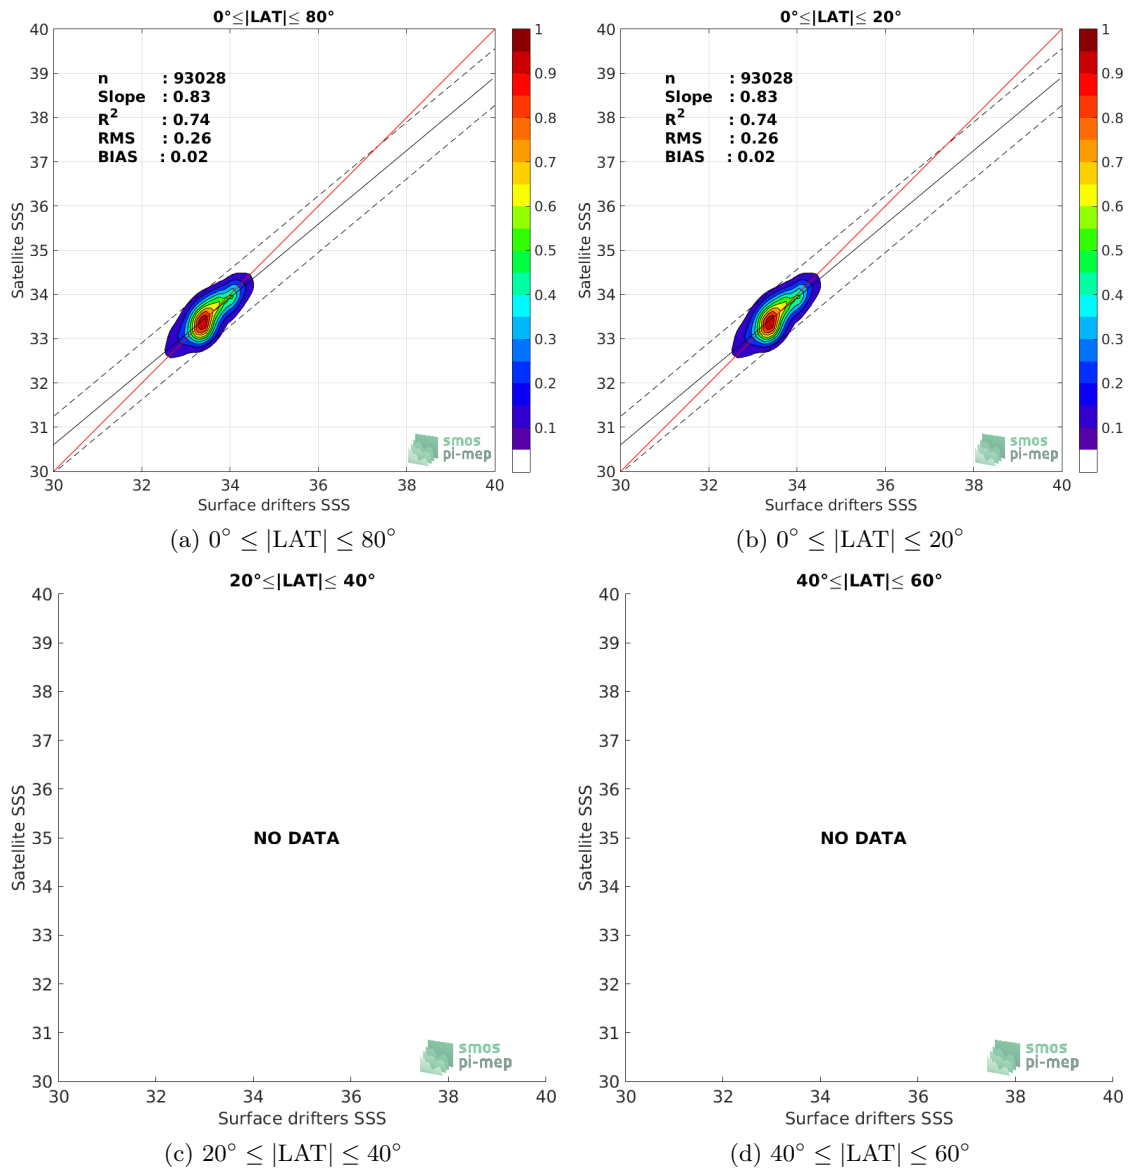 0°≤|LAT|≤ 80°
40
39
38
37
36
35
34
33
32
31
30
Satellite SSS
n : 93028
Slope : 0.83
R2 : 0.74
RMS : 0.26
BIAS : 0.02
smos
pi-mep
30 32 34 36 38 40
Surface drifters SSS
1
0.9
0.8
0.7
0.6
0.5
0.4
0.3
0.2
0.1
(a) 0° ≤ |LAT| ≤ 80°
0°≤|LAT|≤ 20°
40
39
38
37
36
35
34
33
32
31
30
Satellite SSS
n : 93028
Slope : 0.83
R2 : 0.74
RMS : 0.26
BIAS : 0.02
smos
pi-mep
30 32 34 36 38 40
Surface drifters SSS
1
0.9
0.8
0.7
0.6
0.5
0.4
0.3
0.2
0.1
(b) 0° ≤ |LAT| ≤ 20°
20°≤|LAT|≤ 40°
40
39
38
37
36
35
34
33
32
31
30
Satellite SSS
NO DATA
smos
pi-mep
30 32 34 36 38 40
Surface drifters SSS
(c) 20° ≤ |LAT| ≤ 40°
40°≤|LAT|≤ 60°
40
39
38
37
36
35
34
33
32
31
30
Satellite SSS
NO DATA
smos
pi-mep
30 32 34 36 38 40
Surface drifters SSS
(d) 40° ≤ |LAT| ≤ 60°